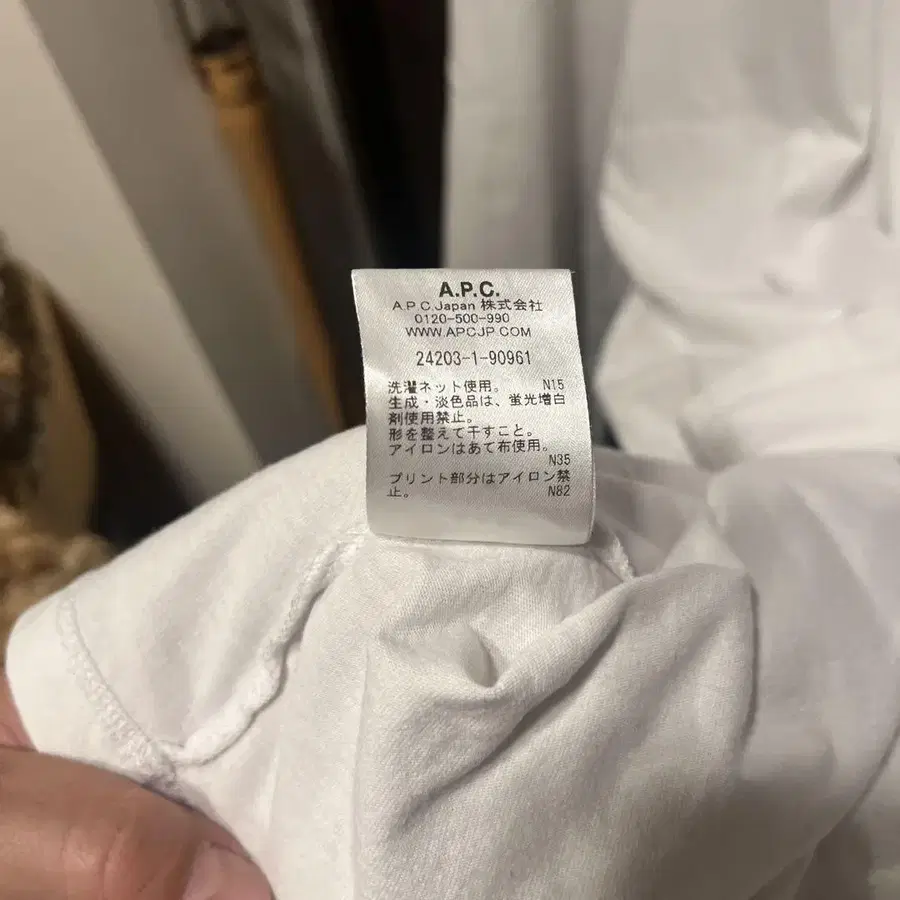 A.P.C.
A.P.C.Japan 株式会社
0120-500-990
WWW.APCJP.COM
24203-1-90961
洗濯ネット使用。 N15
生成・淡色品は、蛍光増白
剤使用禁止。
形を整えて干すこと。
アイロンはあて布使用。
N35
プリント部分はアイロン禁
止。 N82